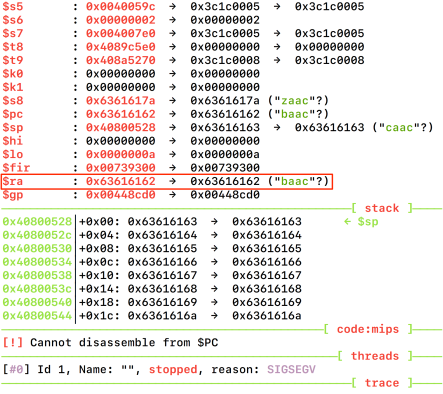 $s5 : 0x0040059c → 0x3c1c0005 → 0x3c1c0005
$s6 : 0x00000002 → 0x00000002
$s7 : 0x004007e0 → 0x3c1c0005 → 0x3c1c0005
$t8 : 0x4089c5e0 → 0x00000000 → 0x00000000
$t9 : 0x408a5270 → 0x3c1c0008 → 0x3c1c0008
$k0 : 0x00000000 → 0x00000000
$k1 : 0x00000000 → 0x00000000
$s8 : 0x6361617a → 0x6361617a ("zaac"?)
$pc : 0x63616162 → 0x63616162 ("baac"?)
$sp : 0x40800528 → 0x63616163 → 0x63616163 ("caac"?)
$hi : 0x00000000 → 0x00000000
$lo : 0x0000000a → 0x0000000a
$fir : 0x00739300 → 0x00739300
$ra : 0x63616162 → 0x63616162 ("baac"?)
$gp : 0x00448cd0 → 0x00448cd0
[ stack ]
0x40800528|+0x00: 0x63616163 → 0x63616163 ← $sp
0x4080052c|+0x04: 0x63616164 → 0x63616164
0x40800530|+0x08: 0x63616165 → 0x63616165
0x40800534|+0x0c: 0x63616166 → 0x63616166
0x40800538|+0x10: 0x63616167 → 0x63616167
0x4080053c|+0x14: 0x63616168 → 0x63616168
0x40800540|+0x18: 0x63616169 → 0x63616169
0x40800544|+0x1c: 0x6361616a → 0x6361616a
[ code:mips ]
[!] Cannot disassemble from $PC
[ threads ]
[#0] Id 1, Name: "", stopped, reason: SIGSEGV
[ trace ]